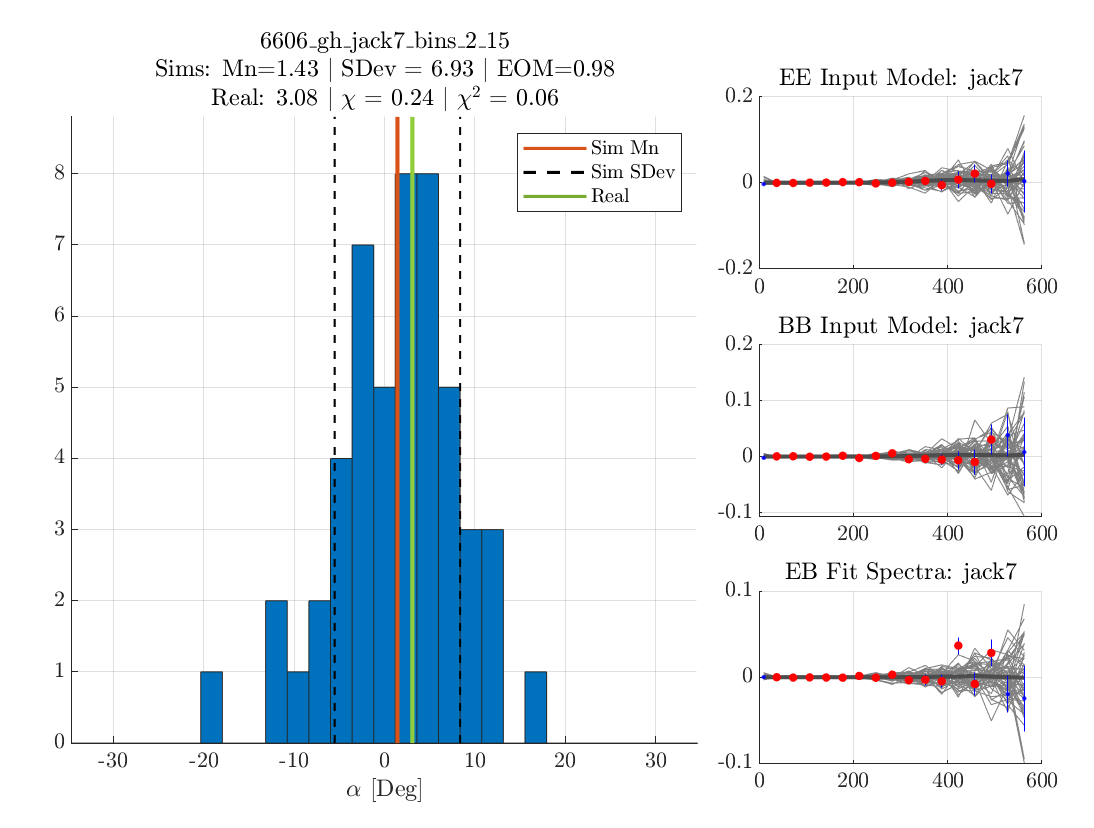 6606_gh_jack7_bins_2_15
Sims: Mn=1.43 | SDev = 6.93 | EOM=0.98
Real: 3.08 | χ = 0.24 | χ² = 0.06
Sim Mn
Sim SDev
Real
8
7
6
5
4
3
2
1
0
-30 -20 -10 0 10 20 30
α [Deg]
EE Input Model: jack7
0.2
0
-0.2
0 200 400 600
BB Input Model: jack7
0.2
0.1
0
-0.1
0 200 400 600
EB Fit Spectra: jack7
0.1
0
-0.1
0 200 400 600